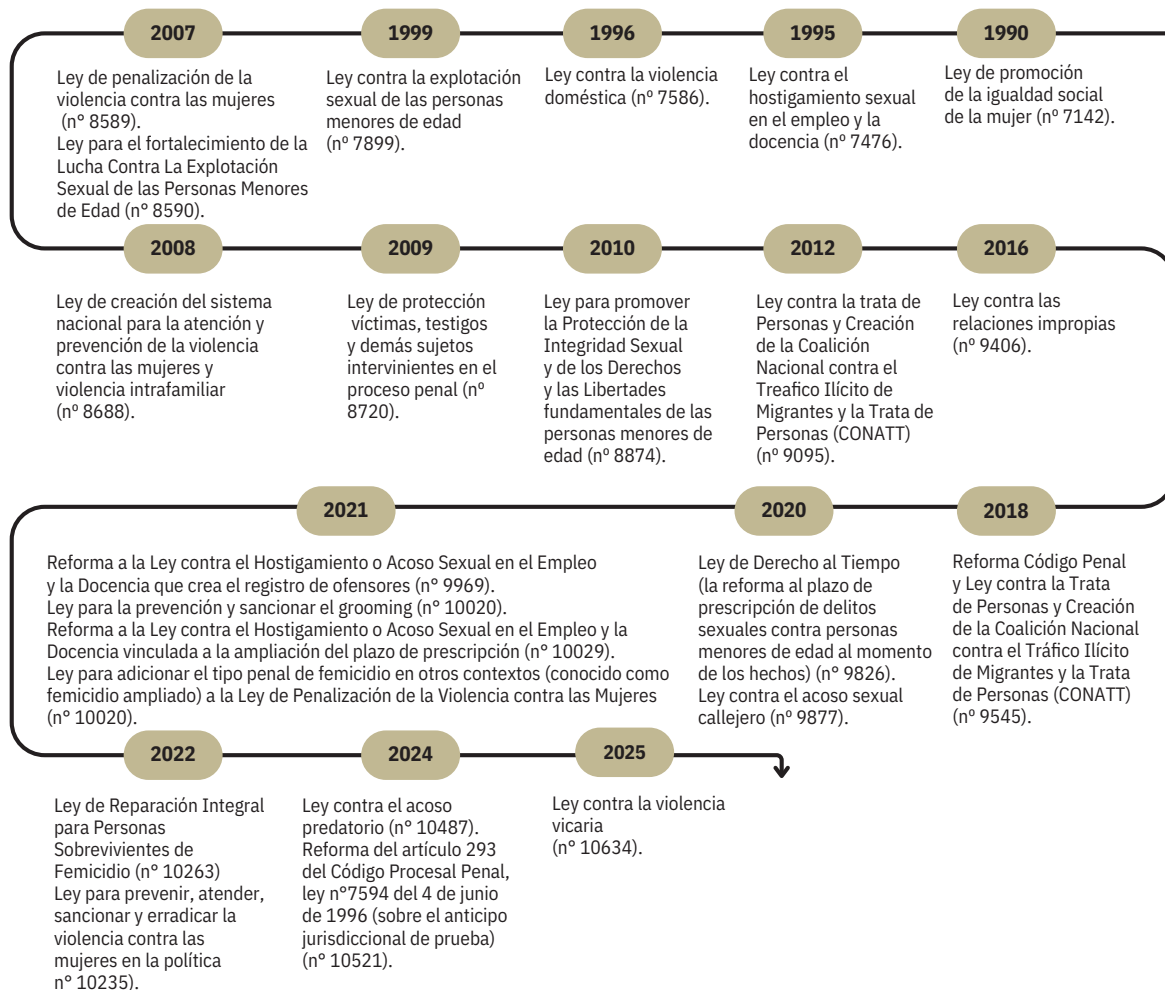 2007
Ley de penalización de la
violencia contra las mujeres
(n° 8589).
Ley para el fortalecimiento de la
Lucha Contra La Explotación
Sexual de las Personas Menores
de Edad (n° 8590).
1999
Ley contra la explotación
sexual de las personas
menores de edad
(nº 7899).
1996
Ley contra la violencia
doméstica (n° 7586).
1995
Ley contra el
hostigamiento sexual
en el empleo y la
docencia (nº 7476).
1990
Ley de promoción
de la igualdad social
de la mujer (nº 7142).
2008
Ley de creación del sistema
nacional para la atención y
prevención de la violencia
contra las mujeres y
violencia intrafamiliar
(nº 8688).
2009
Ley de protección
víctimas, testigos
y demás sujetos
intervinientes en el
proceso penal (nº
8720).
2010
Ley para promover
la Protección de la
Integridad Sexual
y de los Derechos
y las Libertades
fundamentales de las
personas menores de
edad (nº 8874).
2012
Ley contra la trata de
Personas y Creación
de la Coalición
Nacional contra el
Treafico Ilícito de
Migrantes y la Trata de
Personas (CONATT)
(nº 9095).
2016
Ley contra las
relaciones impropias
(nº 9406).
2021
Reforma a la Ley contra el Hostigamiento o Acoso Sexual en el Empleo
y la Docencia que crea el registro de ofensores (n° 9969).
Ley para la prevención y sancionar el grooming (n° 10020).
Reforma a la Ley contra el Hostigamiento o Acoso Sexual en el Empleo y la
Docencia vinculada a la ampliación del plazo de prescripción (n° 10029).
Ley para adicionar el tipo penal de femicidio en otros contextos (conocido como
femicidio ampliado) a la Ley de Penalización de la Violencia contra las Mujeres
(n° 10020).
2020
Ley de Derecho al Tiempo
(la reforma al plazo de
prescripción de delitos
sexuales contra personas
menores de edad al momento
de los hechos) (n° 9826).
Ley contra el acoso sexual
callejero (n° 9877).
2018
Reforma Código Penal
y Ley contra la Trata
de Personas y Creación
de la Coalición Nacional
contra el Tráfico Ilícito
de Migrantes y la Trata
de Personas (CONATT)
(nº 9545).
2022
Ley de Reparación Integral
para Personas
Sobrevivientes de
Femicidio (n° 10263)
Ley para prevenir, atender,
sancionar y erradicar la
violencia contra las
mujeres en la política
n° 10235).
2024
Ley contra el acoso
predatorio (n° 10487).
Reforma del artículo 293
del Código Procesal Penal,
ley n°7594 del 4 de junio
de 1996 (sobre el anticipo
jurisdiccional de prueba)
(n° 10521).
2025
Ley contra la violencia
vicaria
(n° 10634).